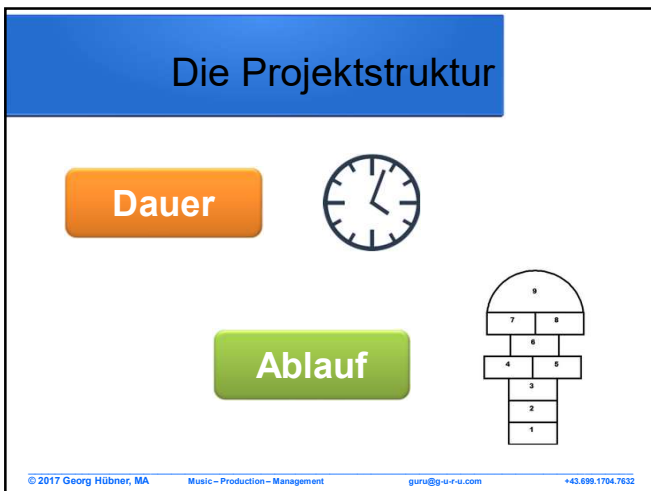 Die Projektstruktur
Dauer
Ablauf
9
7 8
6
4 5
3
2
1
© 2017 Georg Hübner, MA Music – Production – Management guru@g-u-r-u.com +43.699.1704.7632